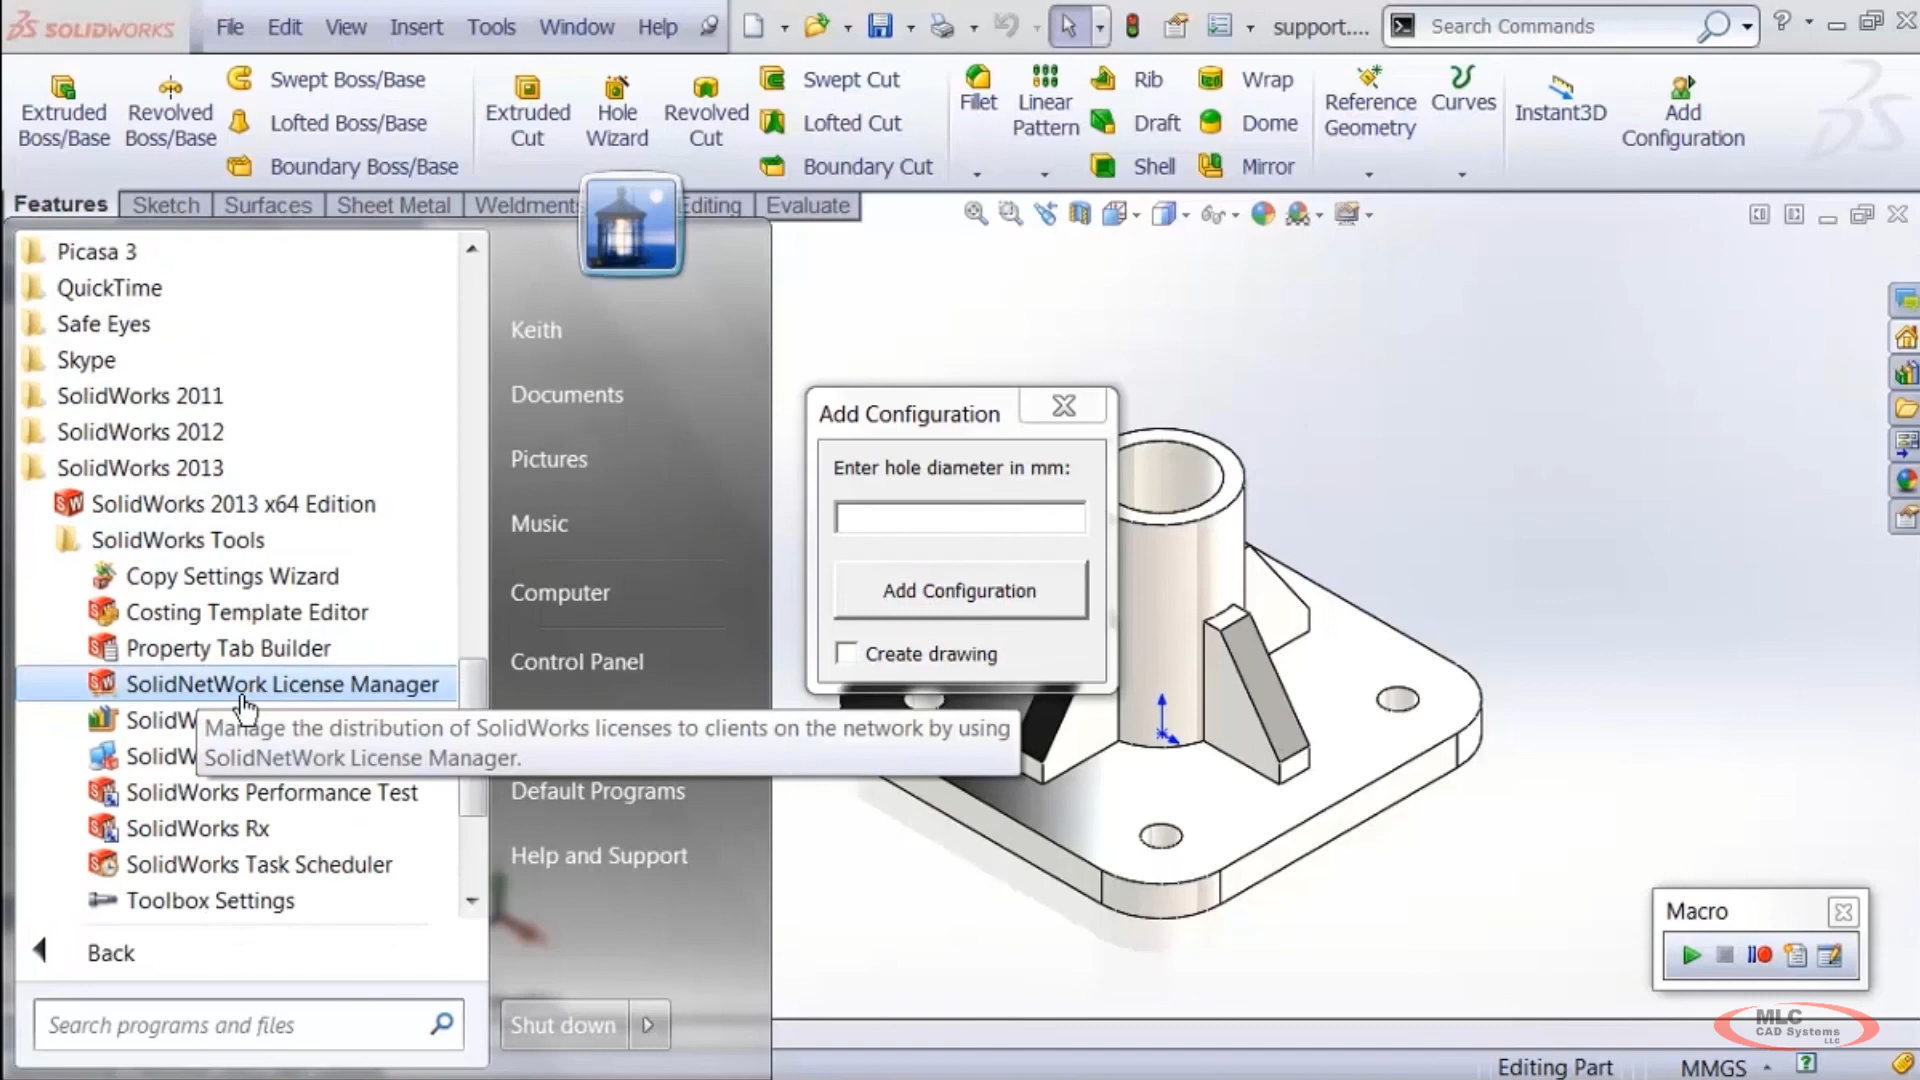 SOLIDWORKS File Edit View Insert Tools Window Help support.... Search Commands
Extruded Boss/Base
Revolved Boss/Base
Swept Boss/Base
Lofted Boss/Base
Boundary Boss/Base
Extruded Cut
Hole Wizard
Revolved Cut
Swept Cut
Lofted Cut
Boundary Cut
Fillet
Linear Pattern
Rib
Draft
Shell
Wrap
Dome
Mirror
Reference Geometry
Curves
Instant3D
Add Configuration
Features Sketch Surfaces Sheet Metal Weldments Editing Evaluate
Picasa 3
QuickTime
Safe Eyes
Skype
SolidWorks 2011
SolidWorks 2012
SolidWorks 2013
SolidWorks 2013 x64 Edition
SolidWorks Tools
Copy Settings Wizard
Costing Template Editor
Property Tab Builder
SolidNetWork License Manager
SolidW
SolidW
Manage the distribution of SolidWorks licenses to clients on the network by using
SolidNetWork License Manager.
SolidWorks Performance Test
SolidWorks Rx
SolidWorks Task Scheduler
Toolbox Settings
Back
Search programs and files
Keith
Documents
Pictures
Music
Computer
Control Panel
Default Programs
Help and Support
Shut down
Add Configuration
Enter hole diameter in mm:
Add Configuration
Create drawing
Macro
MLC
CAD Systems
LLC
Editing Part MMGS